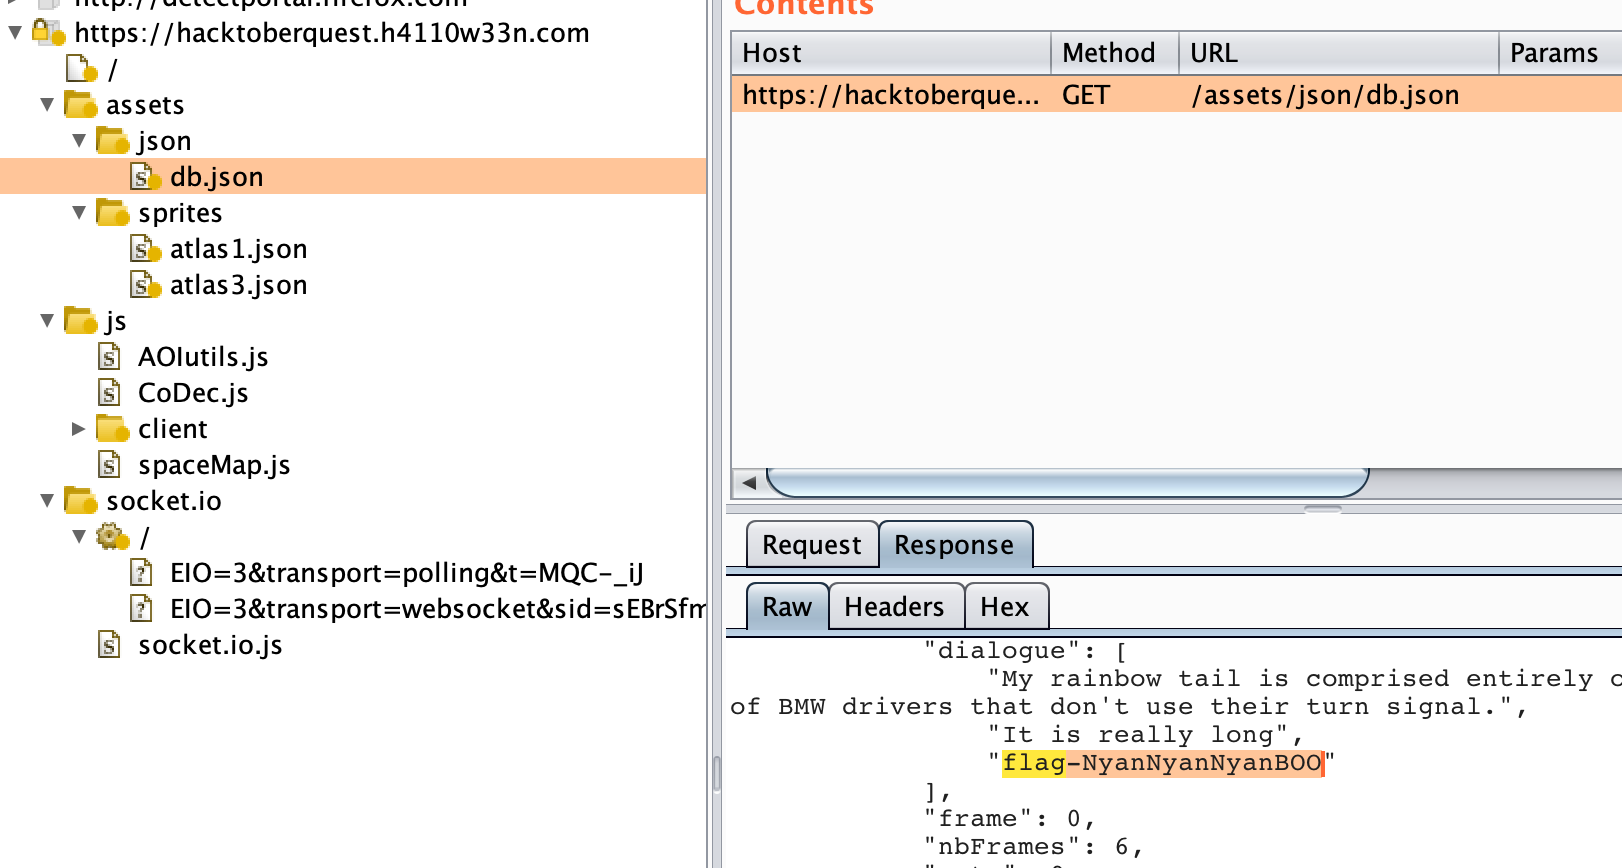 http://detectportal.firefox.com
https://hacktoberquest.h4110w33n.com
/
assets
json
db.json
sprites
atlas1.json
atlas3.json
js
AOIutils.js
CoDec.js
client
spaceMap.js
socket.io
/
EIO=3&transport=polling&t=MQC-_iJ
EIO=3&transport=websocket&sid=sEBrSfm
socket.io.js
Contents
Host Method URL Params
https://hacktoberque... GET /assets/json/db.json
Request Response
Raw Headers Hex
"dialogue": [
"My rainbow tail is comprised entirely
of BMW drivers that don't use their turn signal.",
"It is really long",
"flag-NyanNyanNyanBOO"
],
"frame": 0,
"nbFrames": 6,